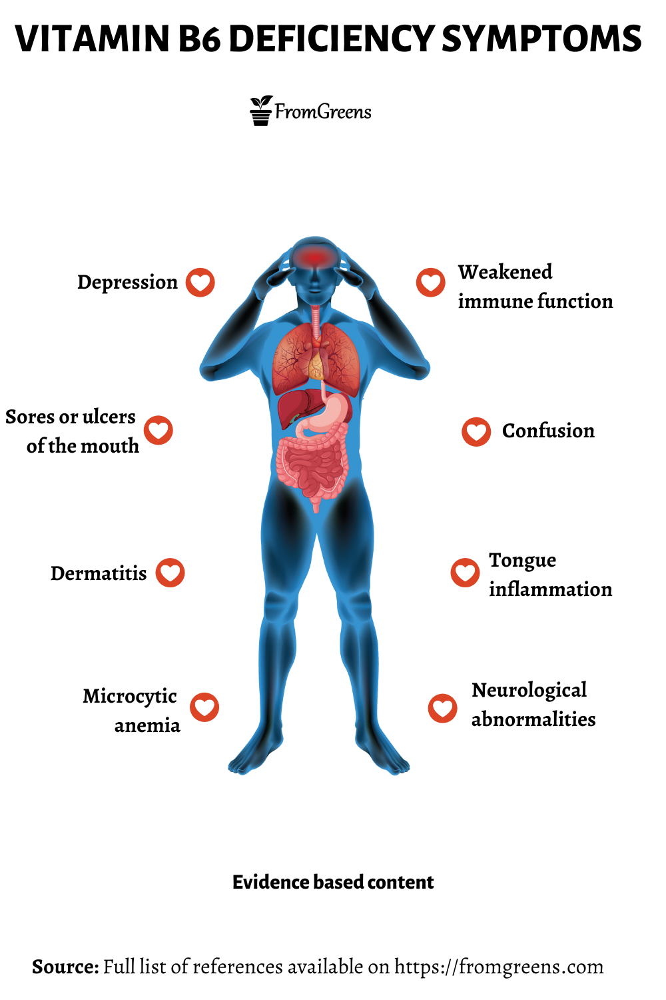 VITAMIN B6 DEFICIENCY SYMPTOMS
FromGreens
Depression
Weakened
immune function
Sores or ulcers
of the mouth
Confusion
Dermatitis
Tongue
inflammation
Microcytic
anemia
Neurological
abnormalities
Evidence based content
Source: Full list of references available on https://fromgreens.com